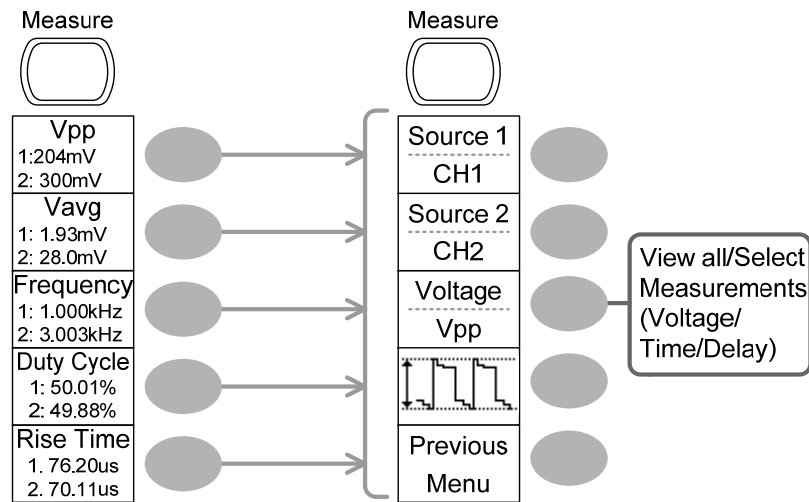 Measure
Vpp
1:204mV
2: 300mV
Vavg
1: 1.93mV
2: 28.0mV
Frequency
1: 1.000kHz
2: 3.003kHz
Duty Cycle
1: 50.01%
2: 49.88%
Rise Time
1. 76.20us
2. 70.11us
Measure
Source 1
CH1
Source 2
CH2
Voltage
Vpp
Previous
Menu
View all/Select
Measurements
(Voltage/
Time/Delay)